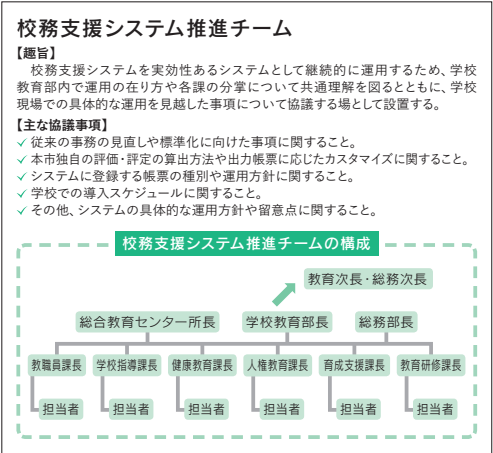 校務支援システム推進チーム
【趣旨】
校務支援システムを実効性あるシステムとして継続的に運用するため、学校
教育部内で運用の在り方や各課の分掌について共通理解を図るとともに、学校
現場での具体的な運用を見越した事項について協議する場として設置する。
【主な協議事項】
✓ 従来の事務の見直しや標準化に向けた事項に関すること。
✓ 本市独自の評価・評定の算出方法や出力帳票に応じたカスタマイズに関すること。
✓ システムに登録する帳票の種別や運用方針に関すること。
✓ 学校での導入スケジュールに関すること。
✓ その他、システムの具体的な運用方針や留意点に関すること。
校務支援システム推進チームの構成
教育次長・総務次長
総合教育センター所長 学校教育部長 総務部長
教職員課長 学校指導課長 健康教育課長 人権教育課長 育成支援課長 教育研修課長
担当者 担当者 担当者 担当者 担当者 担当者